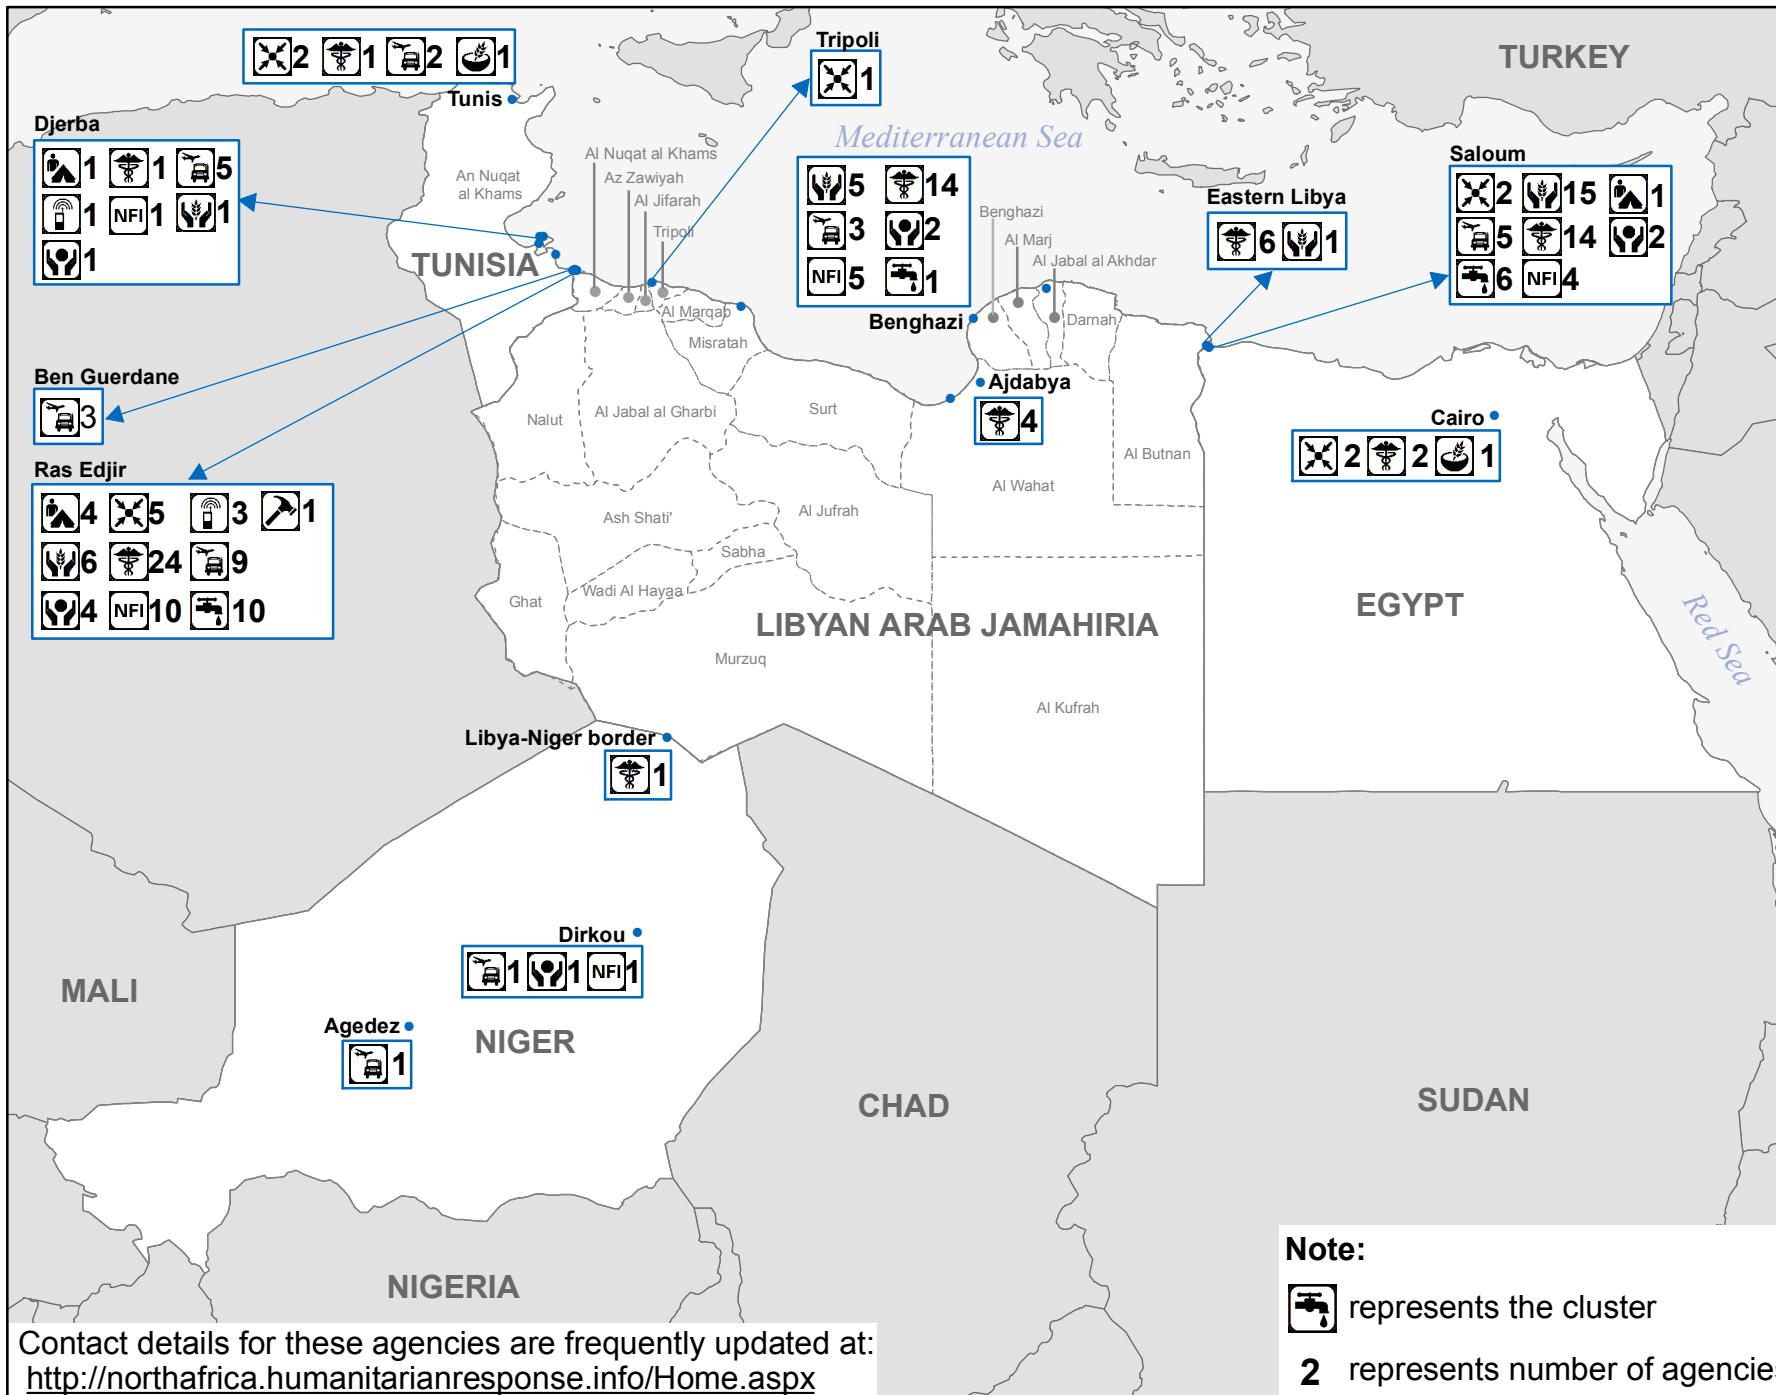 TURKEY
Tripoli
1
2 1 2 1
Tunis
Djerba
1 1 5
1 NFI 1 1
1
Mediterranean Sea
Al Nuqat al Khams
Az Zawiyah
Al Jifarah
Tripoli
An Nuqat
al Khams
TUNISIA
5 14
3 2
NFI 5 1
Benghazi
Benghazi
Al Marj
Al Jabal al Akhdar
Darnah
Eastern Libya
6 1
Saloum
2 15 1
5 14 2
6 NFI 4
Al Marqab
Misratah
Ben Guerdane
3
Ajdabya
4
Nalut
Al Jabal al Gharbi
Surt
Al Butnan
Al Wahat
Cairo
2 2 1
Ras Edjir
4 5 3 1
6 24 9
4 NFI 10 10
Ash Shati'
Al Jufrah
Sabha
Wadi Al Hayaa
Ghat
LIBYAN ARAB JAMAHIRIA
EGYPT
Red Sea
Murzuq
Al Kufrah
Libya-Niger border
1
Dirkou
1 1 NFI 1
MALI
Agedez
1
NIGER
CHAD
SUDAN
NIGERIA
Note:
represents the cluster
2 represents number of agencies
Contact details for these agencies are frequently updated at:
http://northafrica.humanitarianresponse.info/Home.aspx